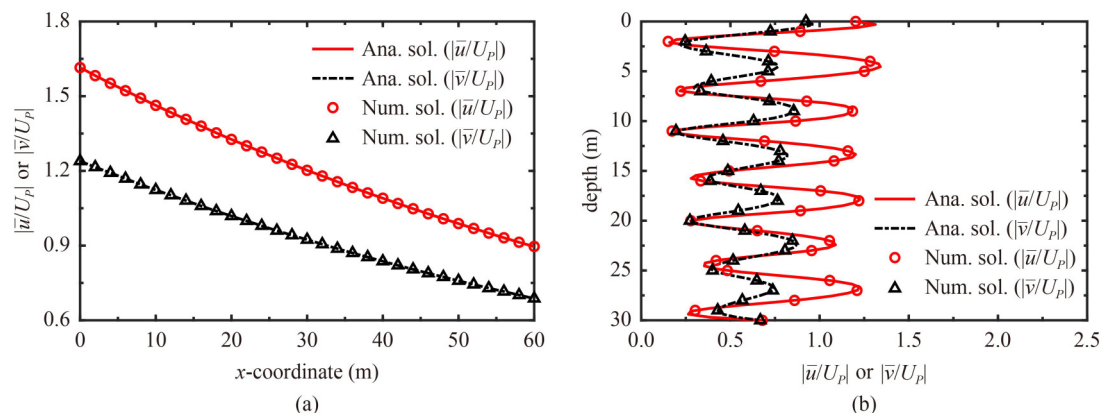 1.8
1.5
1.2
0.9
0.6
|ū/U_P| or |v̄/U_P|
Ana. sol. (|ū/U_P|)
Ana. sol. (|v̄/U_P|)
Num. sol. (|ū/U_P|)
Num. sol. (|v̄/U_P|)
0 10 20 30 40 50 60
x-coordinate (m)
(a)
0
5
10
15
20
25
30
depth (m)
Ana. sol. (|ū/U_P|)
Ana. sol. (|v̄/U_P|)
Num. sol. (|ū/U_P|)
Num. sol. (|v̄/U_P|)
0.0 0.5 1.0 1.5 2.0 2.5
|ū/U_P| or |v̄/U_P|
(b)